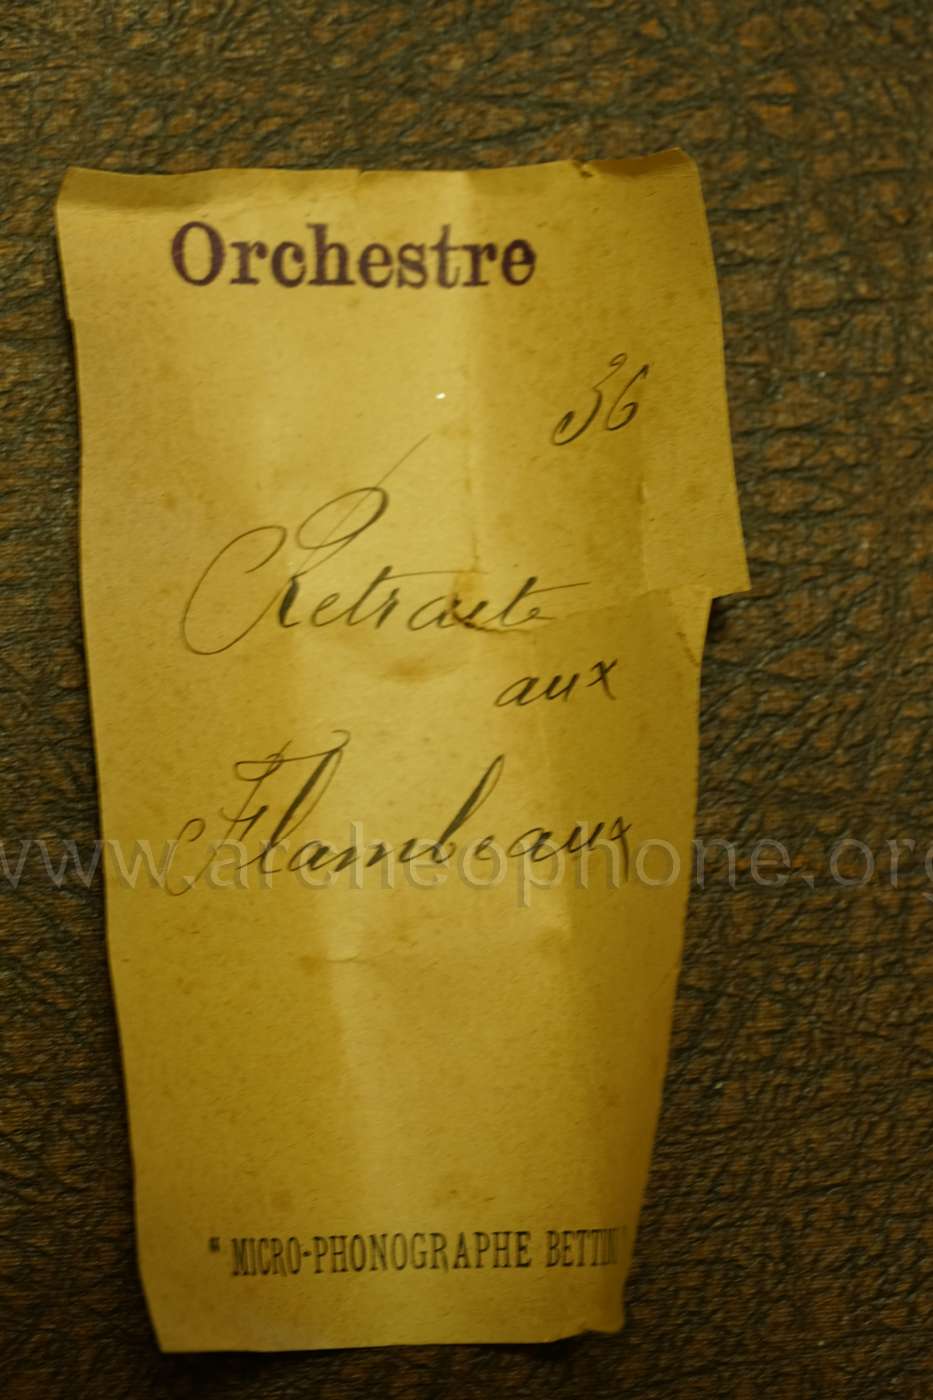 Orchestre
36
Retraite
aux
Flambeaux
www.archeophone.org
" MICRO-PHONOGRAPHE BETTINI